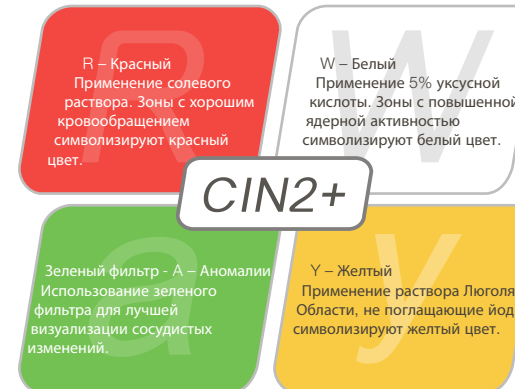 R – Красный
Применение солевого
раствора. Зоны с хорошим
кровообращением
символизируют красный
цвет.
W – Белый
Применение 5% уксусной
кислоты. Зоны с повышенной
ядерной активностью
символизируют белый цвет.
CIN2+
Зеленый фильтр - A – Аномалии
Использование зеленого
фильтра для лучшей
визуализации сосудистых
изменений.
Y – Желтый
Применение раствора Люголя
Области, не поглощающие йод
символизируют желтый цвет.
R
W
a
y